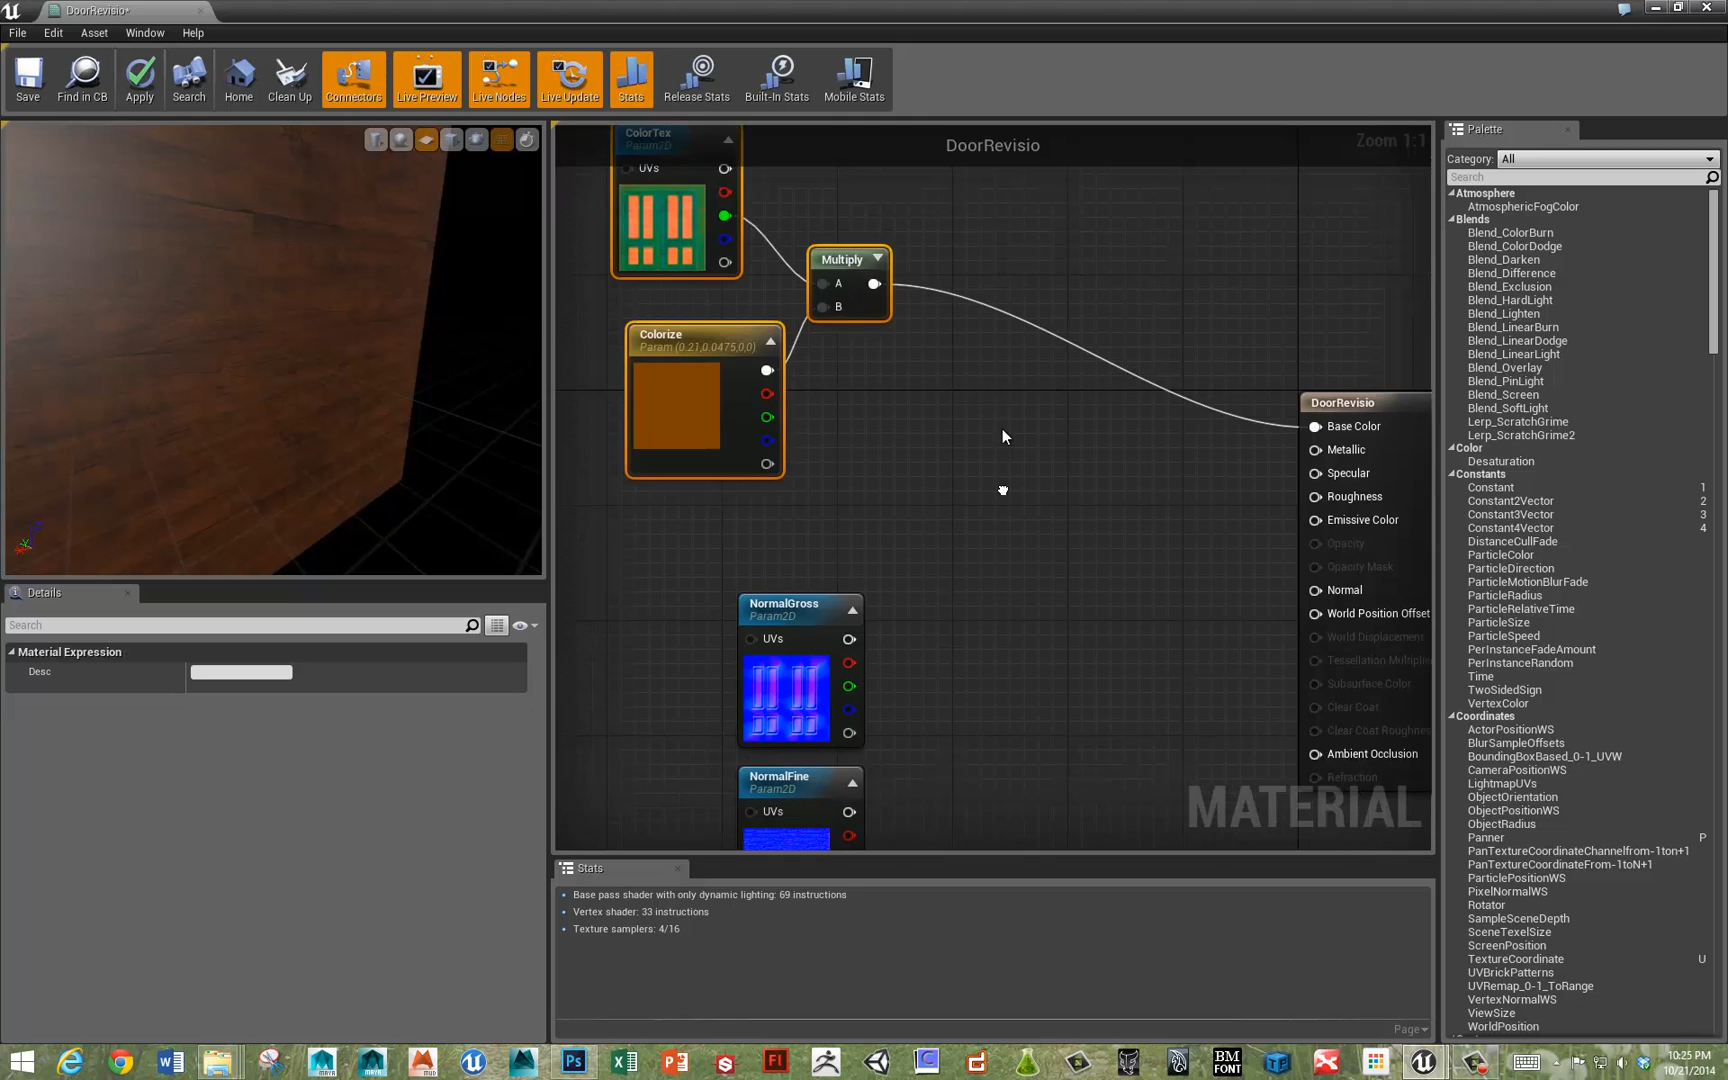 DoorRevisio*
File Edit Asset Window Help
Save Find in CB Apply Search Home Clean Up Connectors Live Preview Live Nodes Live Update Stats Release Stats Built-In Stats Mobile Stats
DoorRevisio
Zoom 1:1
ColorTex
Param2D
UVs
Multiply
A
B
Colorize
Param (0.21,0.0475,0,0)
NormalGross
Param2D
UVs
NormalFine
Param2D
UVs
DoorRevisio
Base Color
Metallic
Specular
Roughness
Emissive Color
Opacity
Opacity Mask
Normal
World Position Offset
World Displacement
Tessellation Multiplie
Subsurface Color
Clear Coat
Clear Coat Roughness
Ambient Occlusion
Refraction
MATERIAL
Details
Search
Material Expression
Desc
Stats
Base pass shader with only dynamic lighting: 69 instructions
Vertex shader: 33 instructions
Texture samplers: 4/16
Page
Palette
Category: All
Search
Atmosphere
AtmosphericFogColor
Blends
Blend_ColorBurn
Blend_ColorDodge
Blend_Darken
Blend_Difference
Blend_Exclusion
Blend_HardLight
Blend_Lighten
Blend_LinearBurn
Blend_LinearDodge
Blend_LinearLight
Blend_Overlay
Blend_PinLight
Blend_Screen
Blend_SoftLight
Lerp_ScratchGrime
Lerp_ScratchGrime2
Color
Desaturation
Constants
Constant 1
Constant2Vector 2
Constant3Vector 3
Constant4Vector 4
DistanceCullFade
ParticleColor
ParticleDirection
ParticleMotionBlurFade
ParticleRadius
ParticleRelativeTime
ParticleSize
ParticleSpeed
PerInstanceFadeAmount
PerInstanceRandom
Time
TwoSidedSign
VertexColor
Coordinates
ActorPositionWS
BlurSampleOffsets
BoundingBoxBased_0-1_UVW
CameraPositionWS
LightmapUVs
ObjectOrientation
ObjectPositionWS
ObjectRadius
Panner P
PanTextureCoordinateChannelfrom-1ton+1
PanTextureCoordinateFrom-1toN+1
ParticlePositionWS
PixelNormalWS
Rotator
SampleSceneDepth
SceneTexelSize
ScreenPosition
TextureCoordinate U
UVBrickPatterns
UVRemap_0-1_ToRange
VertexNormalWS
ViewSize
WorldPosition
BM
FONT
10:25 PM
10/21/2014